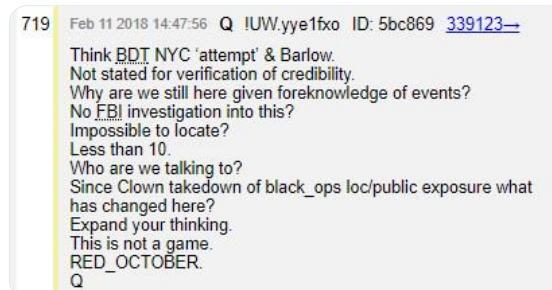 719 Feb 11 2018 14:47:56 Q !UW.yye1fxo ID: 5bc869 339123→
Think BDT NYC 'attempt' & Barlow.
Not stated for verification of credibility.
Why are we still here given foreknowledge of events?
No FBI investigation into this?
Impossible to locate?
Less than 10.
Who are we talking to?
Since Clown takedown of black_ops loc/public exposure what
has changed here?
Expand your thinking.
This is not a game.
RED_OCTOBER.
Q